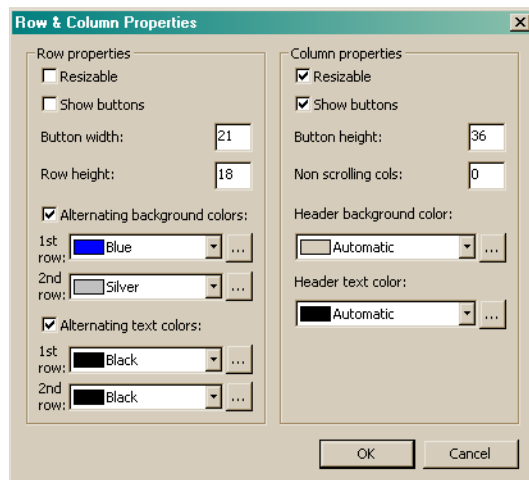 Row & Column Properties
Row properties
Resizable
Show buttons
Button width: 21
Row height: 18
Alternating background colors:
1st row: Blue ...
2nd row: Silver ...
Alternating text colors:
1st row: Black ...
2nd row: Black ...
Column properties
Resizable
Show buttons
Button height: 36
Non scrolling cols: 0
Header background color:
Automatic ...
Header text color:
Automatic ...
OK Cancel